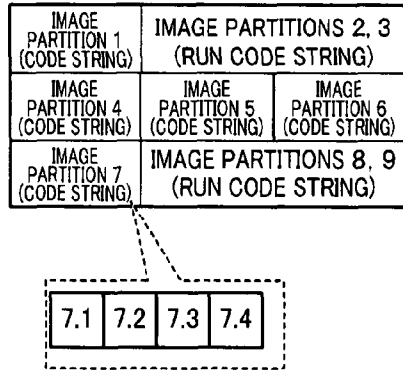 IMAGE
PARTITION 1
(CODE STRING)
IMAGE PARTITIONS 2, 3
(RUN CODE STRING)
IMAGE
PARTITION 4
(CODE STRING)
IMAGE
PARTITION 5
(CODE STRING)
IMAGE
PARTITION 6
(CODE STRING)
IMAGE
PARTITION 7
(CODE STRING)
IMAGE PARTITIONS 8, 9
(RUN CODE STRING)
7.1 7.2 7.3 7.4